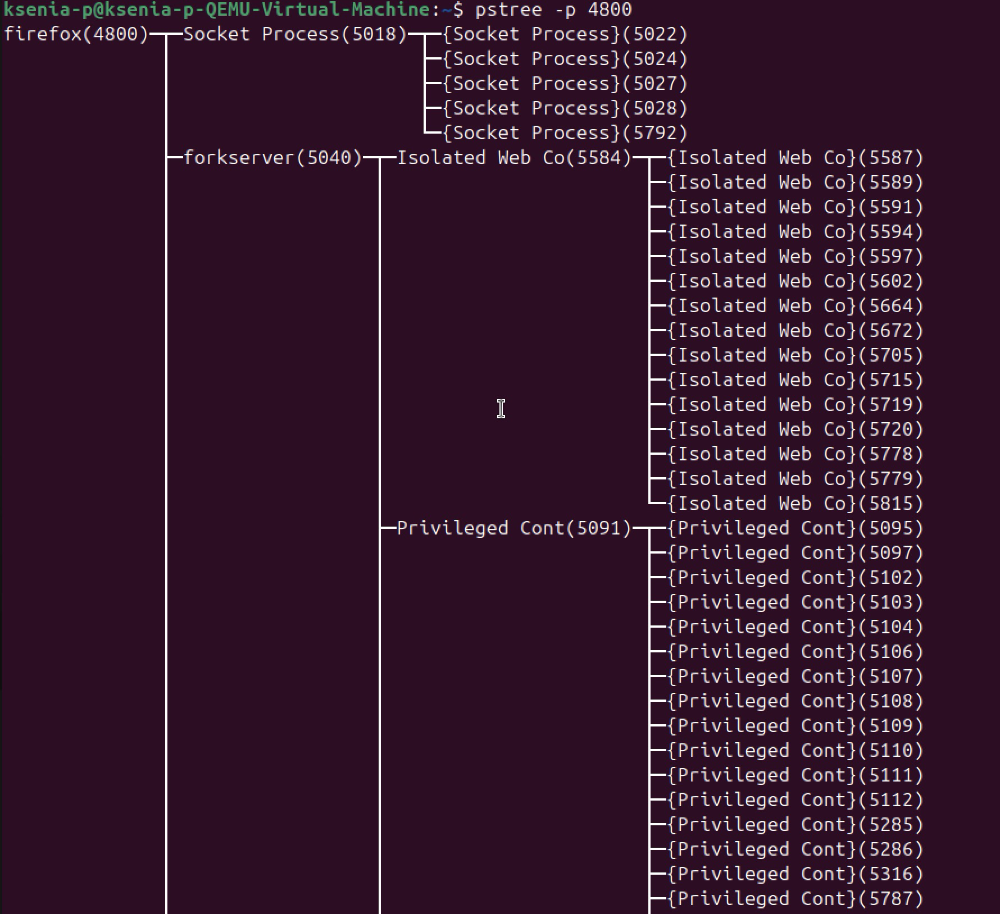 ksenia-p@ksenia-p-QEMU-Virtual-Machine:~$ pstree -p 4800
firefox(4800)─┬─Socket Process(5018)─┬─{Socket Process}(5022)
├─{Socket Process}(5024)
├─{Socket Process}(5027)
├─{Socket Process}(5028)
└─{Socket Process}(5792)
├─forkserver(5040)─┬─Isolated Web Co(5584)─┬─{Isolated Web Co}(5587)
├─{Isolated Web Co}(5589)
├─{Isolated Web Co}(5591)
├─{Isolated Web Co}(5594)
├─{Isolated Web Co}(5597)
├─{Isolated Web Co}(5602)
├─{Isolated Web Co}(5664)
├─{Isolated Web Co}(5672)
├─{Isolated Web Co}(5705)
├─{Isolated Web Co}(5715)
├─{Isolated Web Co}(5719)
├─{Isolated Web Co}(5720)
├─{Isolated Web Co}(5778)
├─{Isolated Web Co}(5779)
└─{Isolated Web Co}(5815)
├─Privileged Cont(5091)─┬─{Privileged Cont}(5095)
├─{Privileged Cont}(5097)
├─{Privileged Cont}(5102)
├─{Privileged Cont}(5103)
├─{Privileged Cont}(5104)
├─{Privileged Cont}(5106)
├─{Privileged Cont}(5107)
├─{Privileged Cont}(5108)
├─{Privileged Cont}(5109)
├─{Privileged Cont}(5110)
├─{Privileged Cont}(5111)
├─{Privileged Cont}(5112)
├─{Privileged Cont}(5285)
├─{Privileged Cont}(5286)
├─{Privileged Cont}(5316)
├─{Privileged Cont}(5787)